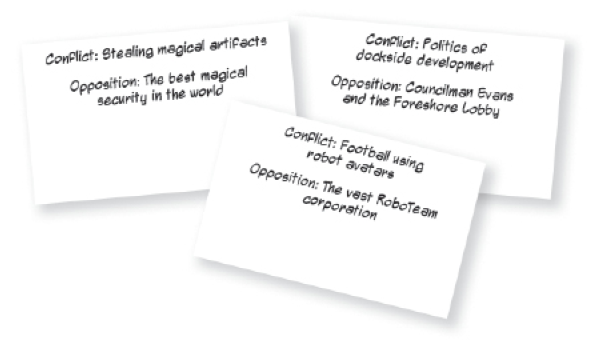 Conflict: Stealing magical artifacts
Opposition: The best magical
security in the world
Conflict: Politics of
dockside development
Opposition: Councilman Evans
and the Foreshore Lobby
Conflict: Football using
robot avatars
Opposition: The vast RoboTeam
corporation